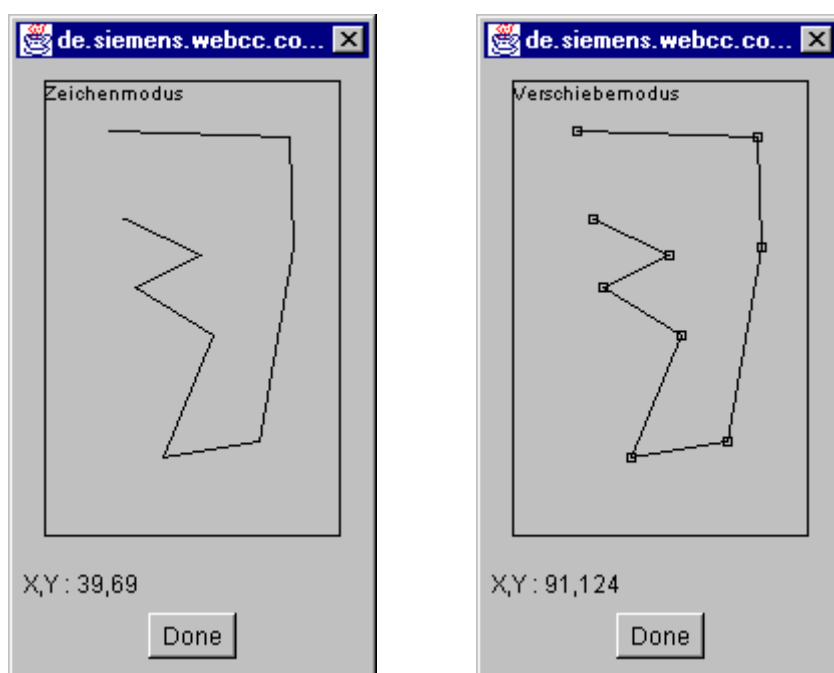 de.siemens.webcc.co...
Zeichenmodus
X,Y : 39,69
Done
de.siemens.webcc.co...
Verschiebemodus
X,Y : 91,124
Done